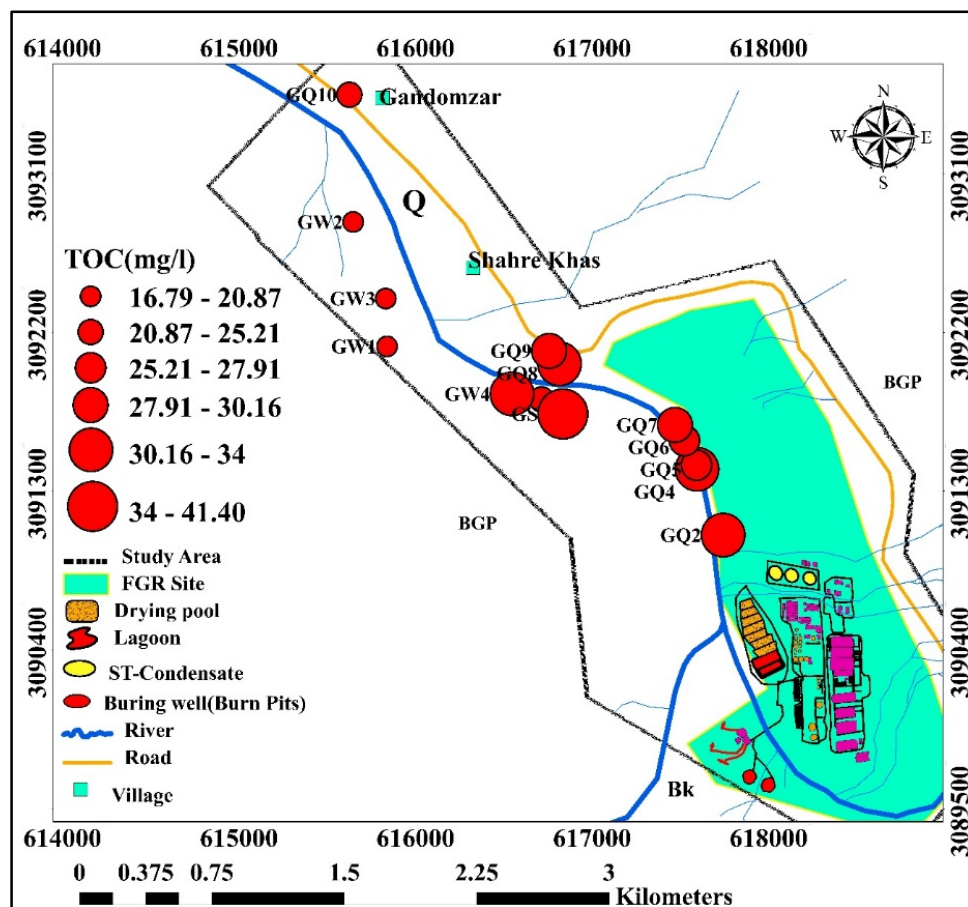 614000 615000 616000 617000 618000
GQ10 Gandomzar
N
W E
S
3093100 3093100
Q
GW2
Shahre Khas
TOC(mg/l)
16.79 - 20.87
GW3
20.87 - 25.21
3092200 3092200
GW1
GQ9
25.21 - 27.91
GQ8
BGP
GW4
27.91 - 30.16
GS
GQ7
GQ6
30.16 - 34
GQ5
GQ4
3091300 3091300
34 - 41.40
BGP
GQ2
Study Area
FGR Site
Drying pool
3090400 3090400
Lagoon
ST-Condensate
Buring well(Burn Pits)
River
Road
Bk
Village
3089500 3089500
614000 615000 616000 617000 618000
0 0.375 0.75 1.5 2.25 3
Kilometers